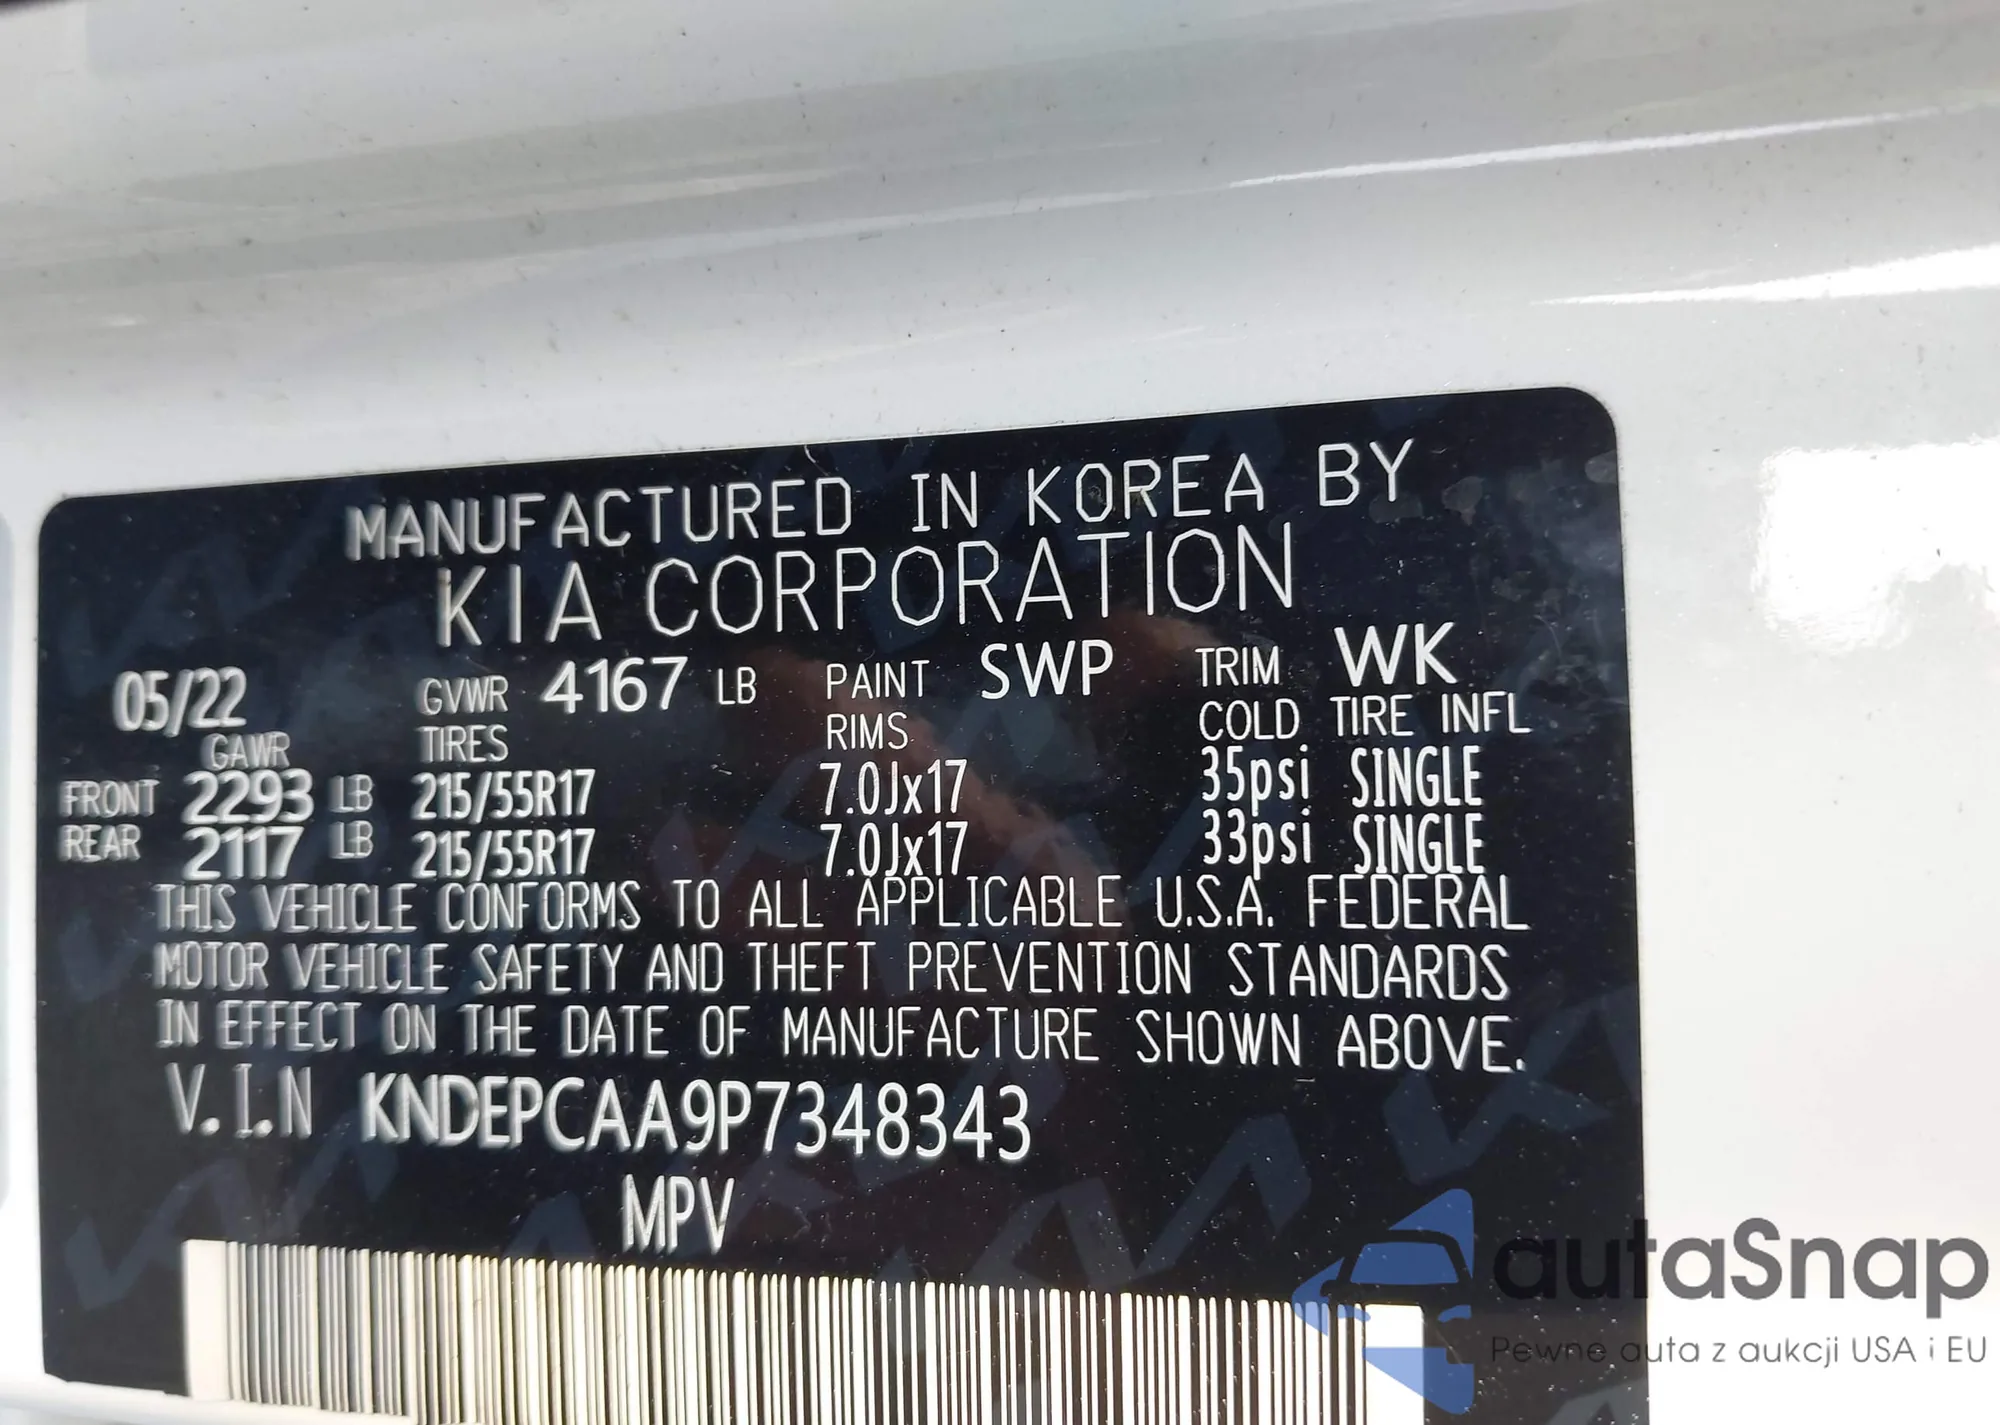 MANUFACTURED IN KOREA BY
KIA CORPORATION
05/22 GVWR 4167 LB PAINT SWP TRIM WK
GAWR TIRES RIMS COLD TIRE INFL
FRONT 2293 LB 215/55R17 7.0Jx17 35psi SINGLE
REAR 2117 LB 215/55R17 7.0Jx17 33psi SINGLE
THIS VEHICLE CONFORMS TO ALL APPLICABLE U.S.A. FEDERAL
MOTOR VEHICLE SAFETY AND THEFT PREVENTION STANDARDS
IN EFFECT ON THE DATE OF MANUFACTURE SHOWN ABOVE.
V.I.N KNDEPCAA9P7348343
MPV
autaSnap
Pewne auta z aukcji USA i EU